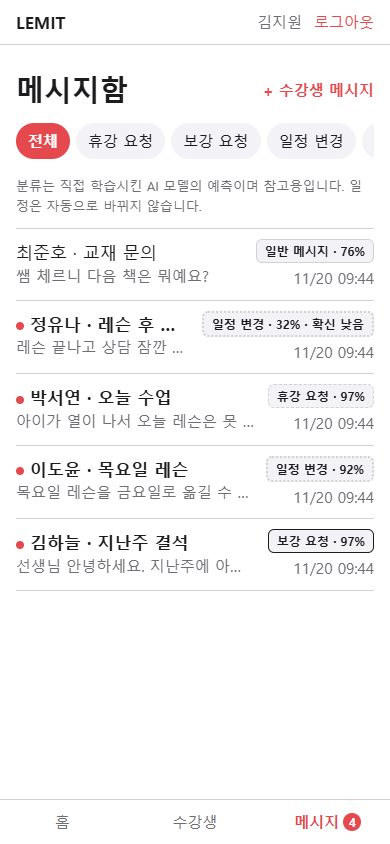 LEMIT 김지원 로그아웃
메시지함 + 수강생 메시지
전체 휴강 요청 보강 요청 일정 변경
분류는 직접 학습시킨 AI 모델의 예측이며 참고용입니다. 일
정은 자동으로 바뀌지 않습니다.
최준호 · 교재 문의 일반 메시지 · 76%
쌤 체르니 다음 책은 뭐예요? 11/20 09:44
정유나 · 레슨 후 ... 일정 변경 · 32% · 확신 낮음
레슨 끝나고 상담 잠깐 ... 11/20 09:44
박서연 · 오늘 수업 휴강 요청 · 97%
아이가 열이 나서 오늘 레슨은 못 ... 11/20 09:44
이도윤 · 목요일 레슨 일정 변경 · 92%
목요일 레슨을 금요일로 옮길 수 ... 11/20 09:44
김하늘 · 지난주 결석 보강 요청 · 97%
선생님 안녕하세요. 지난주에 아... 11/20 09:44
홈 수강생 메시지 4